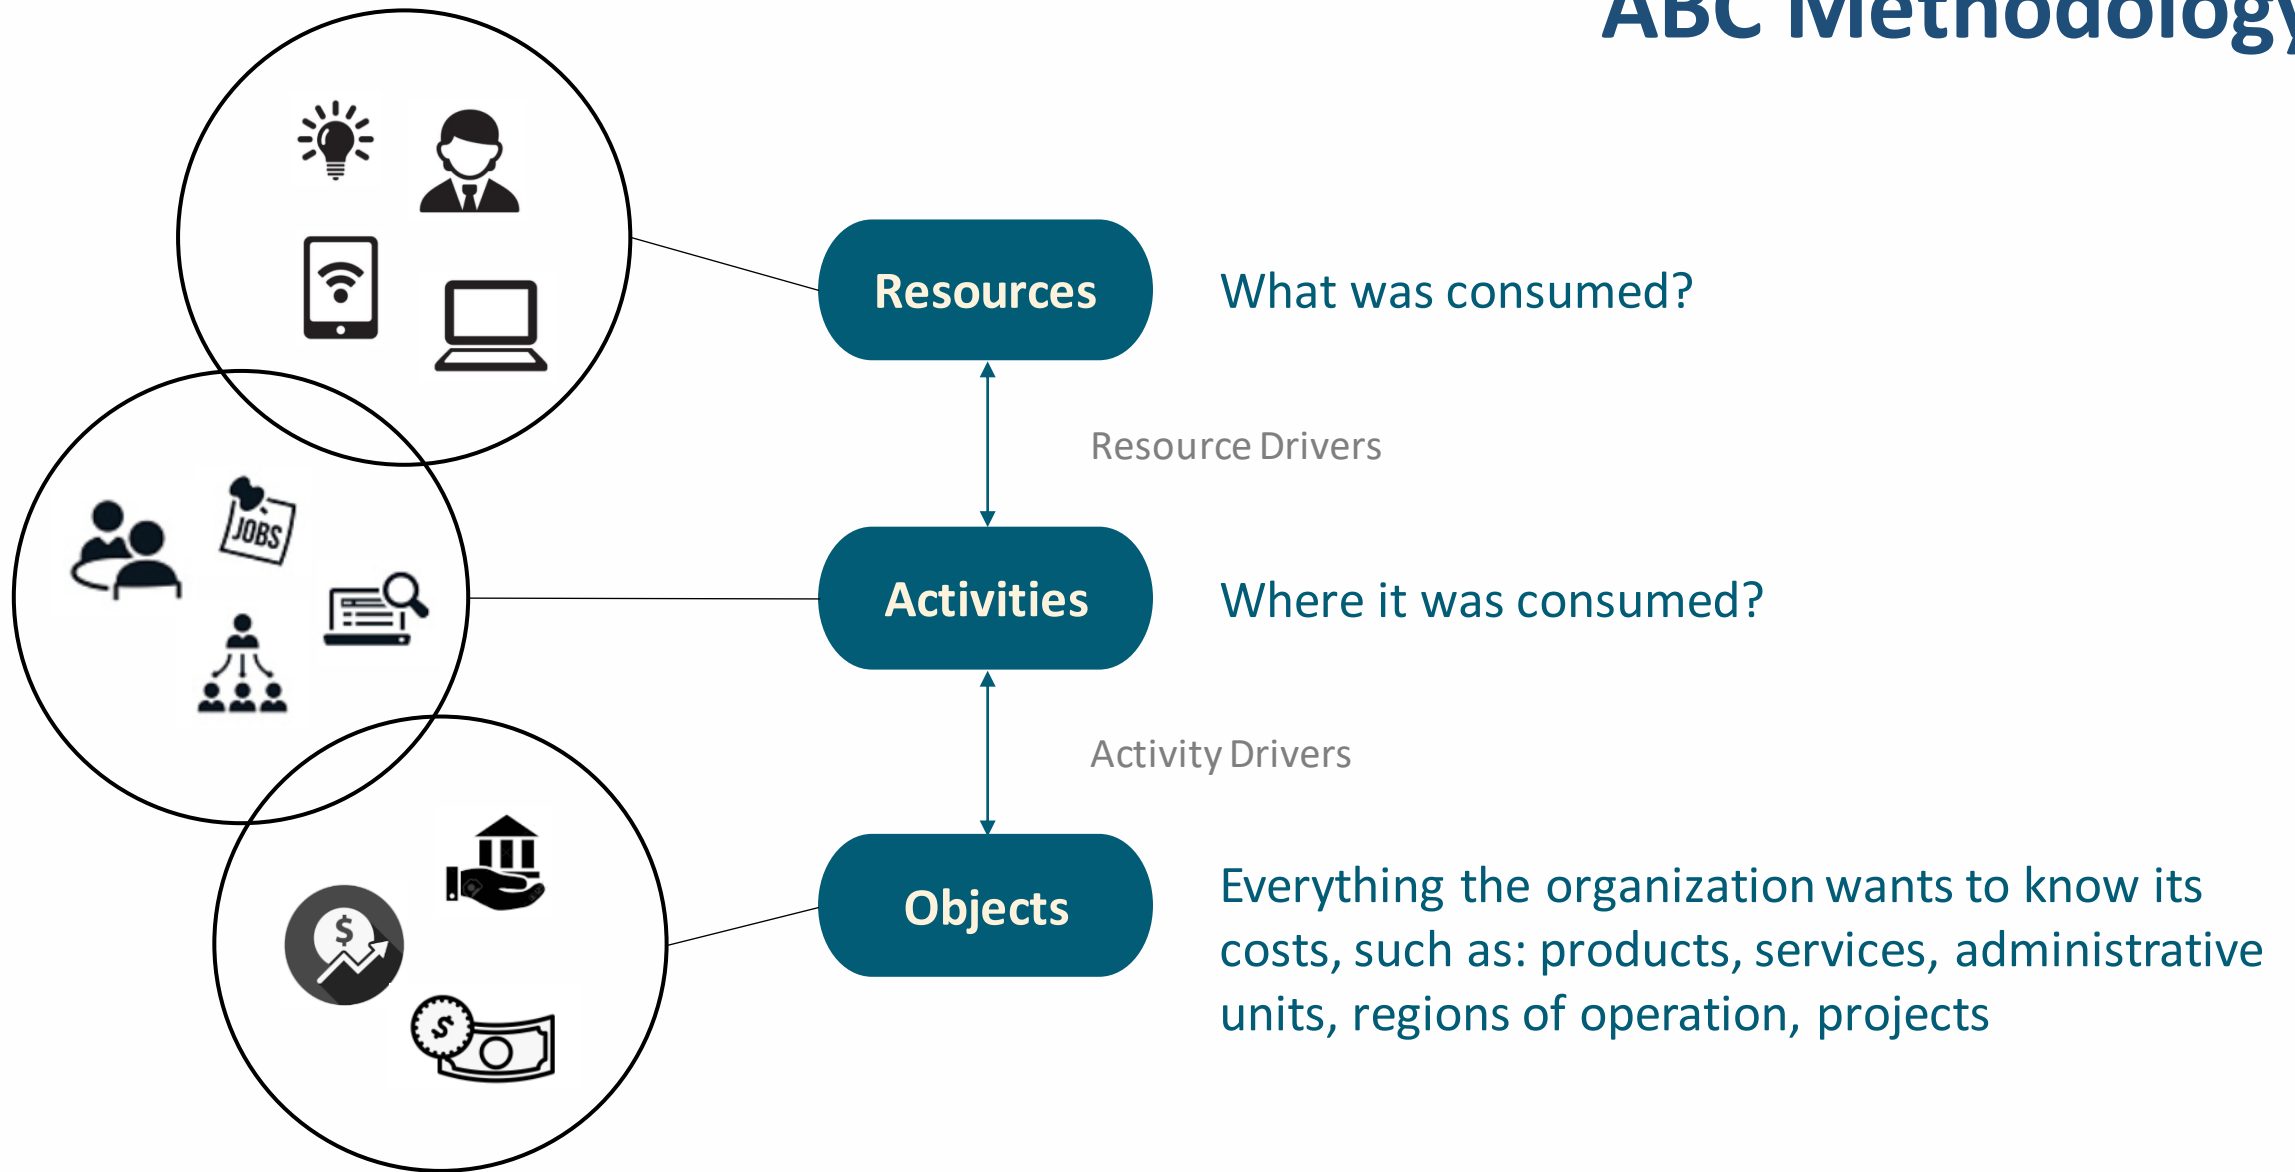 ABC Methodology
Resources
What was consumed?
Resource Drivers
JOBS
Activities
Where it was consumed?
Activity Drivers
Objects
Everything the organization wants to know its
costs, such as: products, services, administrative
units, regions of operation, projects
$
$